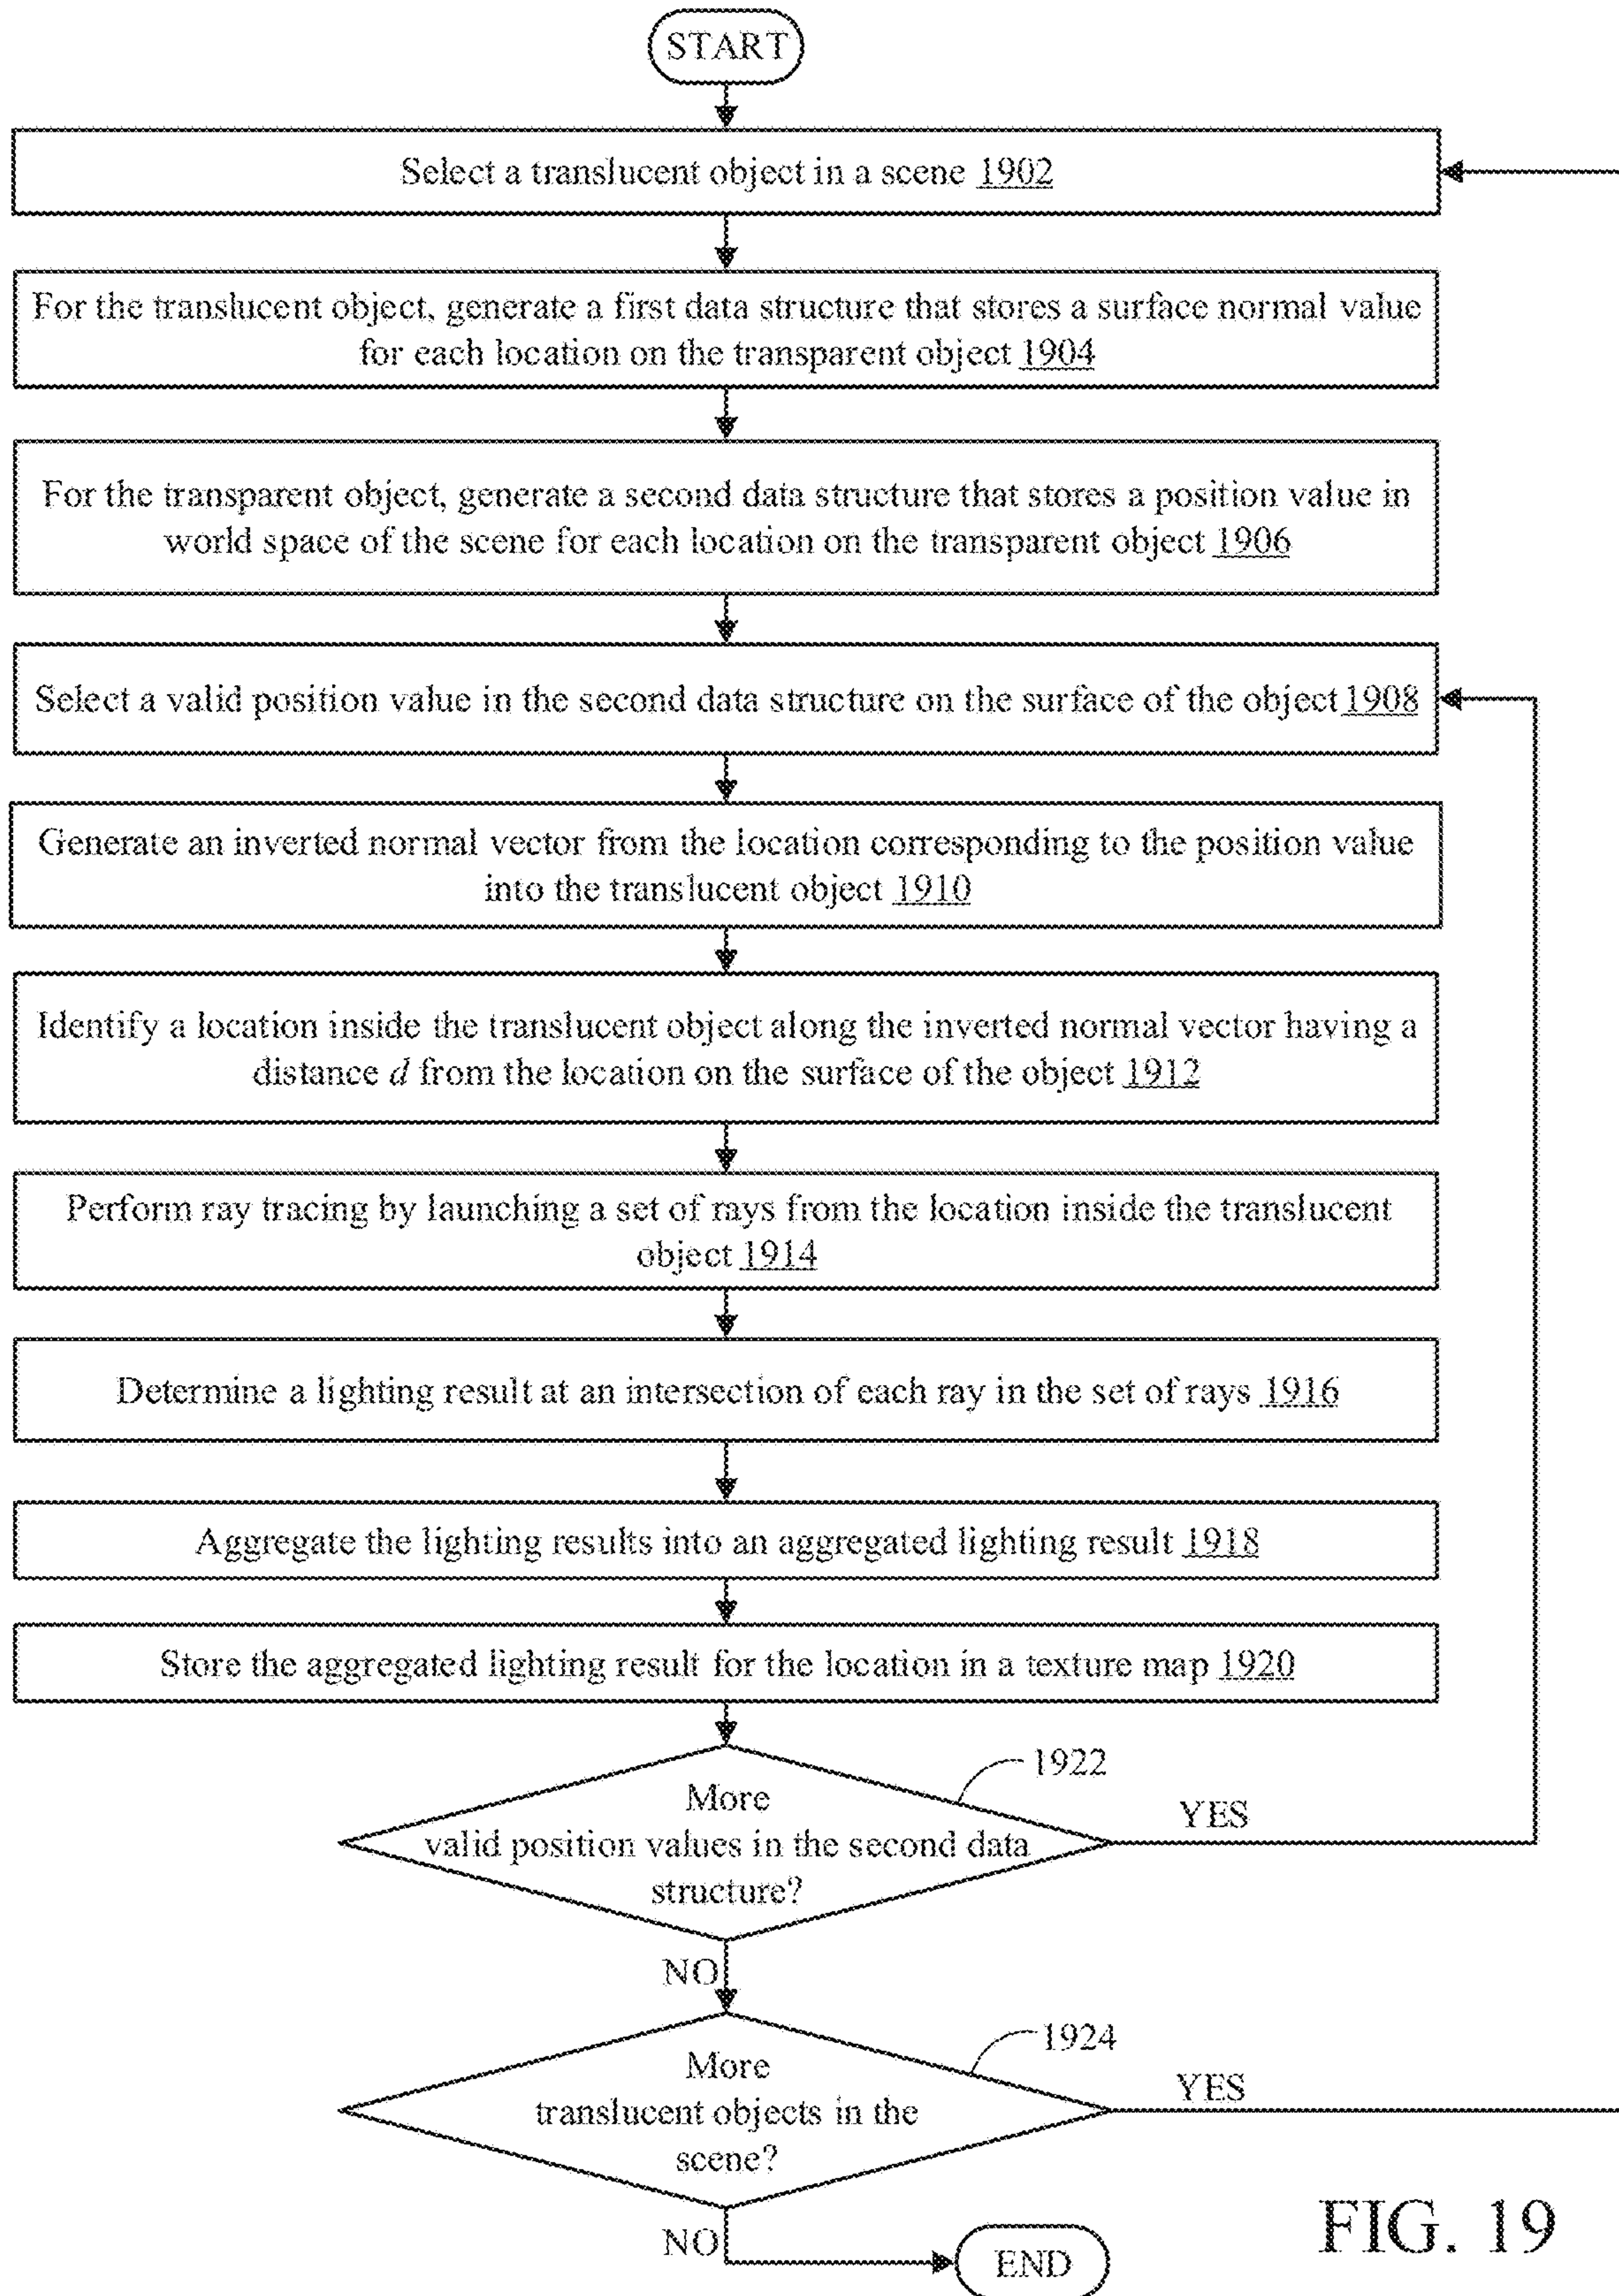 START
Select a translucent object in a scene 1902
For the translucent object, generate a first data structure that stores a surface normal value
for each location on the transparent object 1904
For the transparent object, generate a second data structure that stores a position value in
world space of the scene for each location on the transparent object 1906
Select a valid position value in the second data structure on the surface of the object 1908
Generate an inverted normal vector from the location corresponding to the position value
into the translucent object 1910
Identify a location inside the translucent object along the inverted normal vector having a
distance d from the location on the surface of the object 1912
Perform ray tracing by launching a set of rays from the location inside the translucent
object 1914
Determine a lighting result at an intersection of each ray in the set of rays 1916
Aggregate the lighting results into an aggregated lighting result 1918
Store the aggregated lighting result for the location in a texture map 1920
1922
More
valid position values in the second data
structure?
YES
NO
1924
More
translucent objects in the
scene?
YES
NO
END
FIG. 19